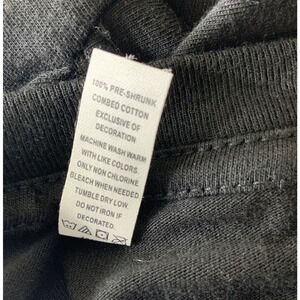 100% PRE-SHRUNK
COMBED COTTON
EXCLUSIVE OF
DECORATION
MACHINE WASH WARM
WITH LIKE COLORS.
ONLY NON CHLORINE
BLEACH WHEN NEEDED
TUMBLE DRY LOW
DO NOT IRON IF
DECORATED.